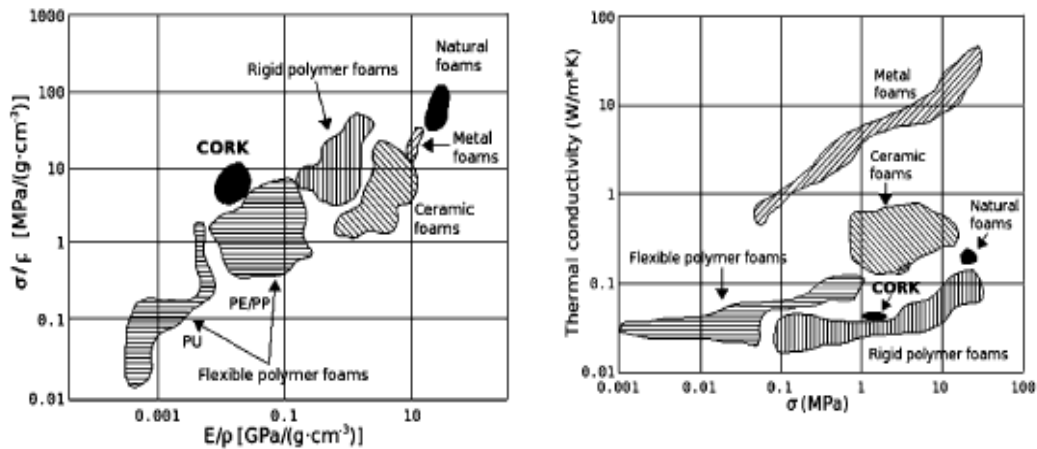 1000
100
10
1
0.1
0.01
σ/ρ [MPa/(g·cm⁻³)]
Rigid polymer foams
Natural
foams
CORK
Metal
foams
Ceramic
foams
PE/PP
PU
Flexible polymer foams
0.001
0.1
10
E/ρ [GPa/(g·cm⁻³)]
100
10
1
0.1
0.01
Thermal conductivity (W/m*K)
Metal
foams
Ceramic
foams
Natural
foams
Flexible polymer foams
CORK
Rigid polymer foams
0.001
0.01
0.1
1
10
100
σ (MPa)